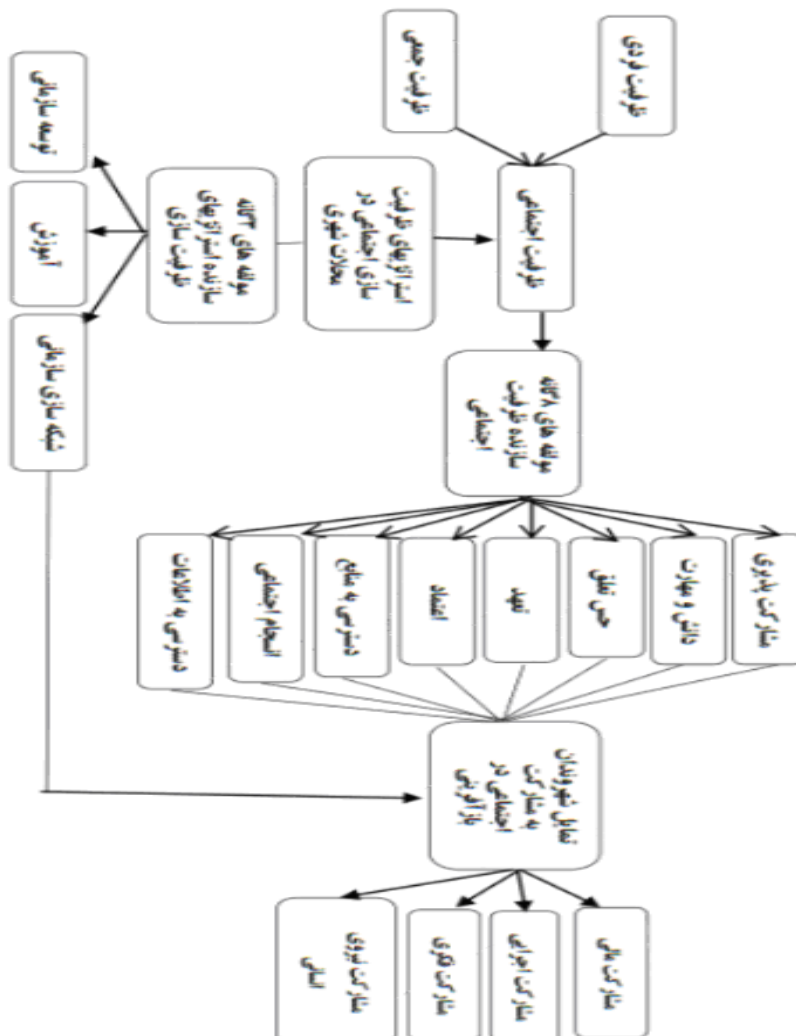 ظرفیت فردی
ظرفیت جمعی
ظرفیت اجتماعی
استراتژیهای ظرفیت
سازی اجتماعی در
محلات شهری
مولفه های ۳گانه
سازنده استراتژیهای
ظرفیت سازی
توسعه سازمانی
آموزش
شبکه سازی سازمانی
مولفه های ۸گانه
سازنده ظرفیت
اجتماعی
مشارکت پذیری
دانش و مهارت
حس تعلق
تعهد
اعتماد
دسترسی به منابع
انسجام اجتماعی
دسترسی به اطلاعات
تمایل شهروندان
به مشارکت
اجتماعی در
بازآفرینی
مشارکت مالی
مشارکت اجرایی
مشارکت فکری
مشارکت نیروی
انسانی